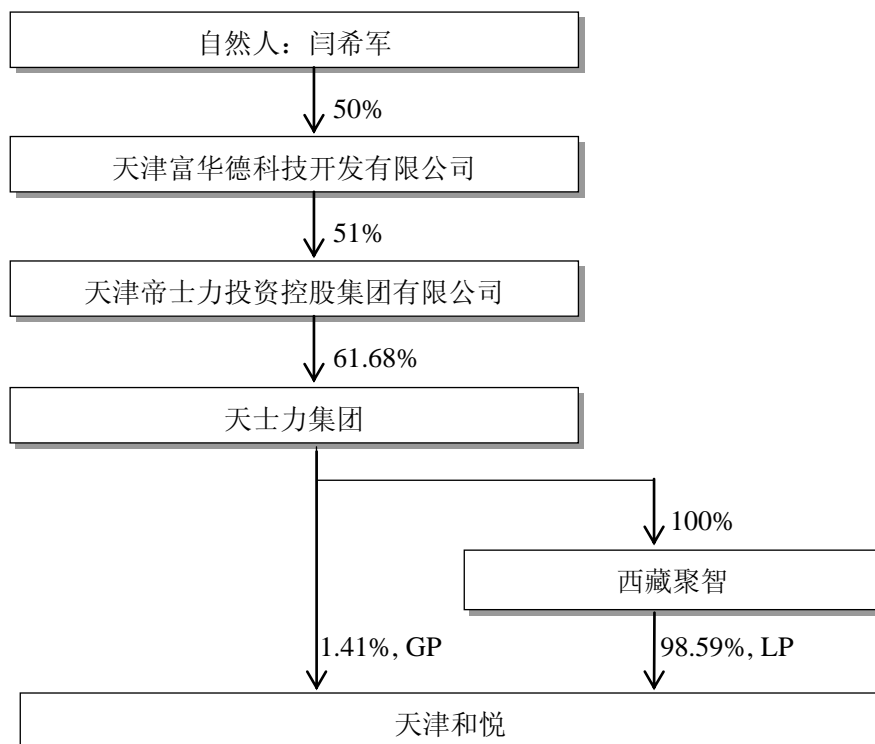 自然人：闫希军
50%
天津富华德科技开发有限公司
51%
天津帝士力投资控股集团有限公司
61.68%
天士力集团
100%
西藏聚智
1.41%, GP
98.59%, LP
天津和悦